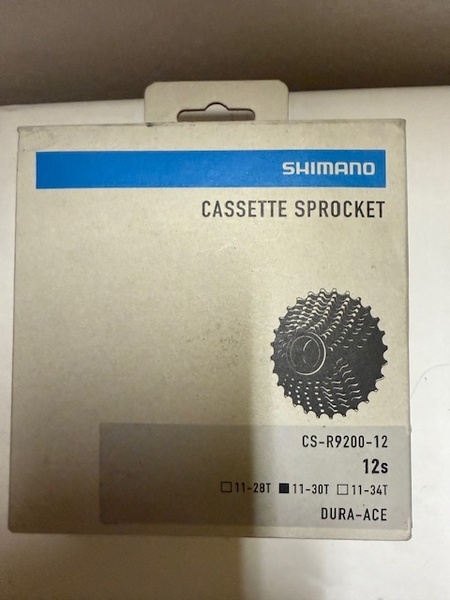 SHIMANO
CASSETTE SPROCKET
CS-R9200-12
12s
☐11-28T ■11-30T ☐11-34T
DURA-ACE